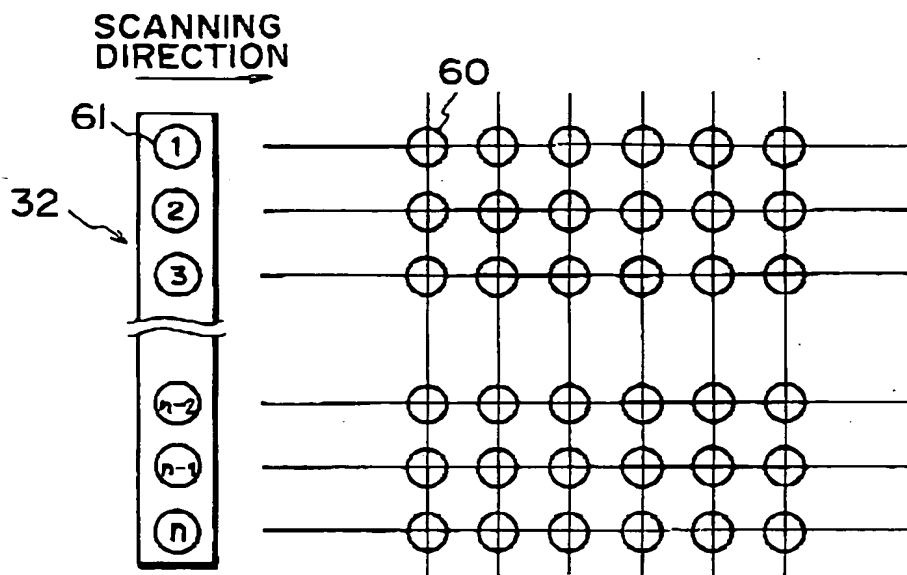 SCANNING
DIRECTION
60
61
1
32
2
3
n-2
n-1
n